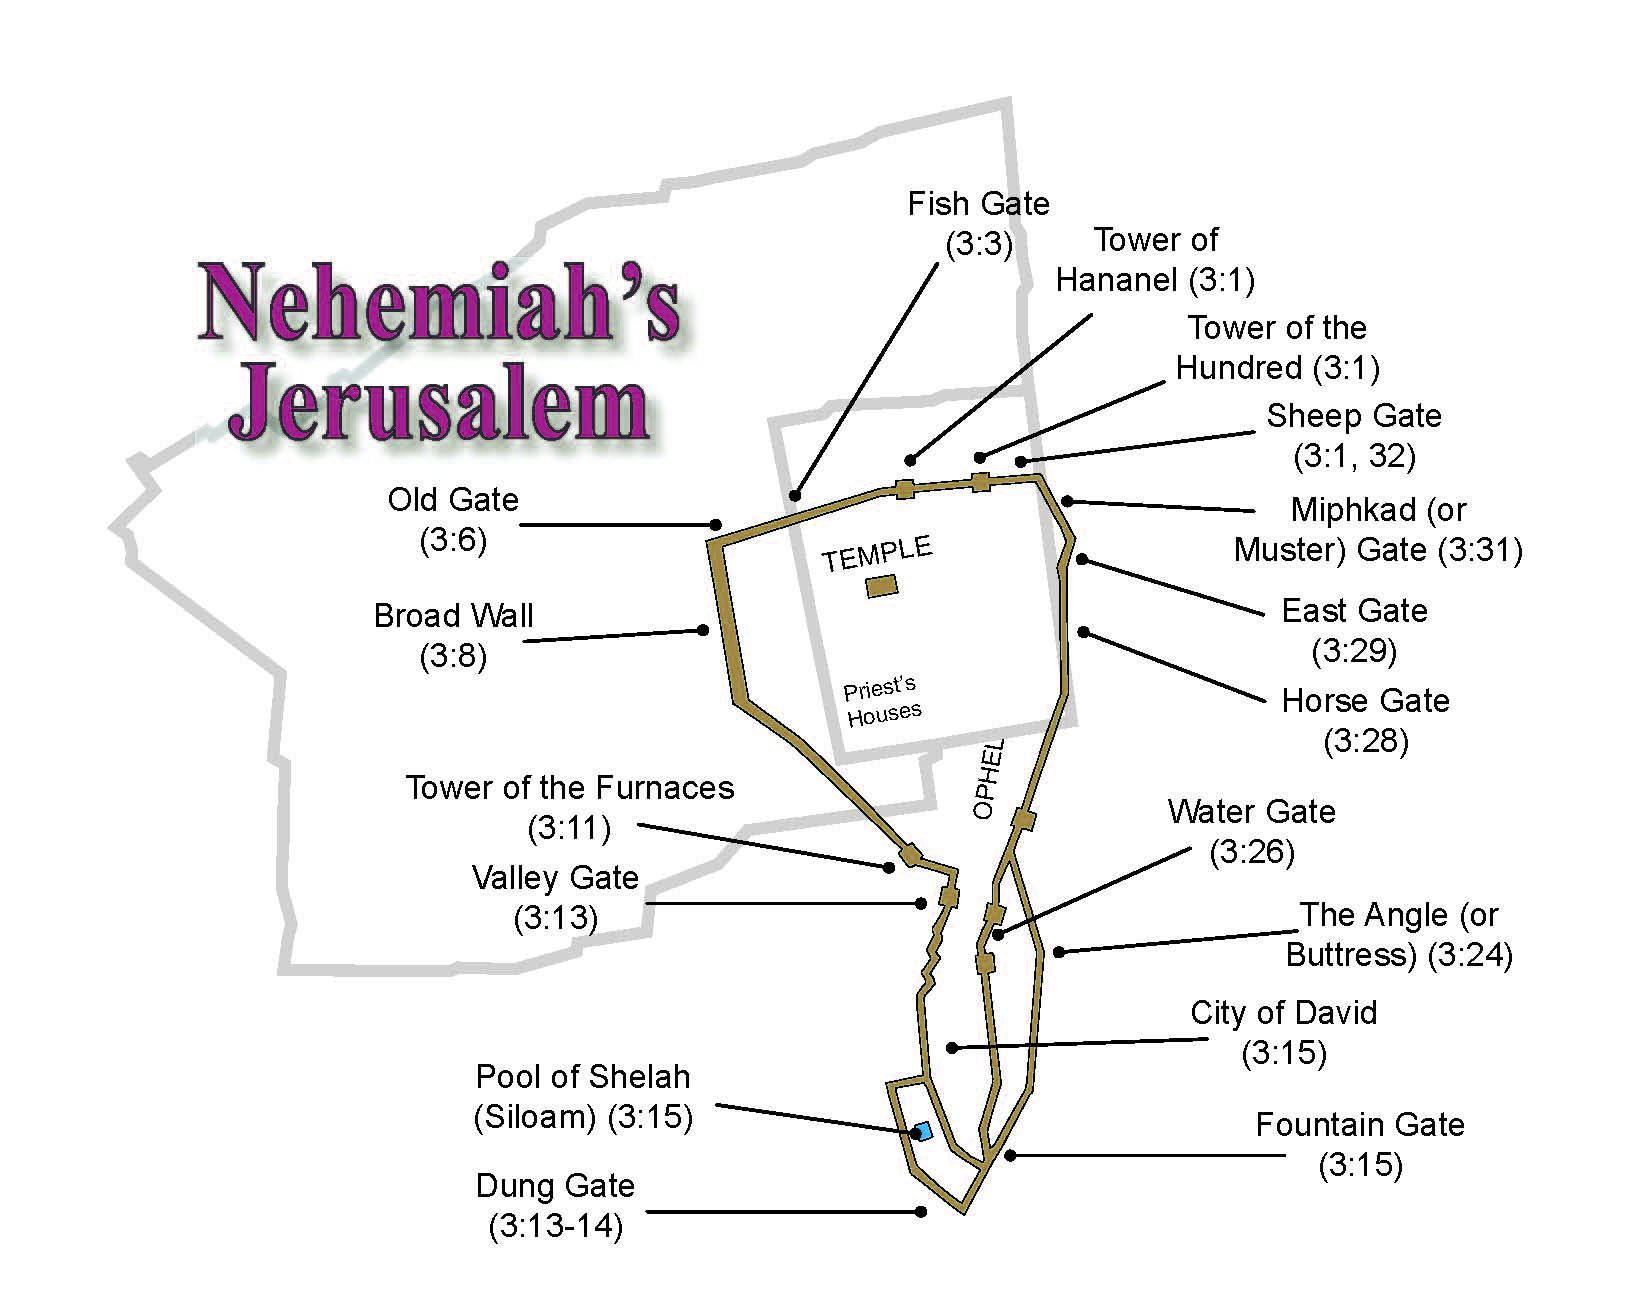 Nehemiah's
Jerusalem
Fish Gate
(3:3)
Tower of
Hananel (3:1)
Tower of the
Hundred (3:1)
Sheep Gate
(3:1, 32)
Miphkad (or
Muster) Gate (3:31)
East Gate
(3:29)
Horse Gate
(3:28)
Water Gate
(3:26)
The Angle (or
Buttress) (3:24)
City of David
(3:15)
Fountain Gate
(3:15)
Old Gate
(3:6)
Broad Wall
(3:8)
Tower of the Furnaces
(3:11)
Valley Gate
(3:13)
Pool of Shelah
(Siloam) (3:15)
Dung Gate
(3:13-14)
TEMPLE
Priest's
Houses
OPHEL